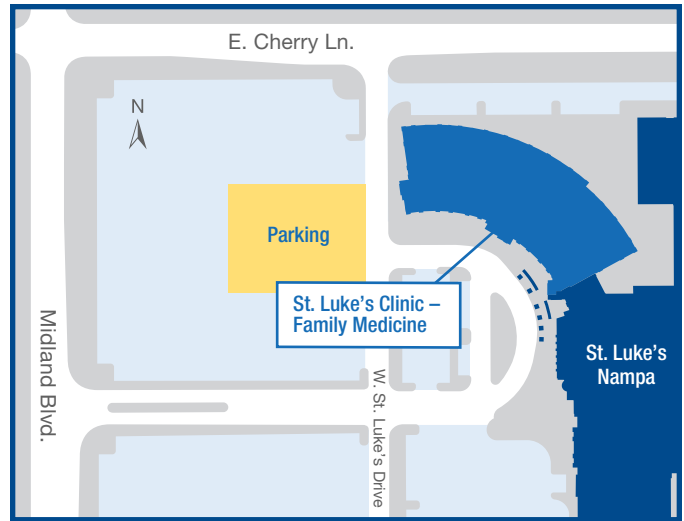 E. Cherry Ln.
N
Parking
St. Luke's Clinic –
Family Medicine
St. Luke's
Nampa
Midland Blvd.
W. St. Luke's Drive